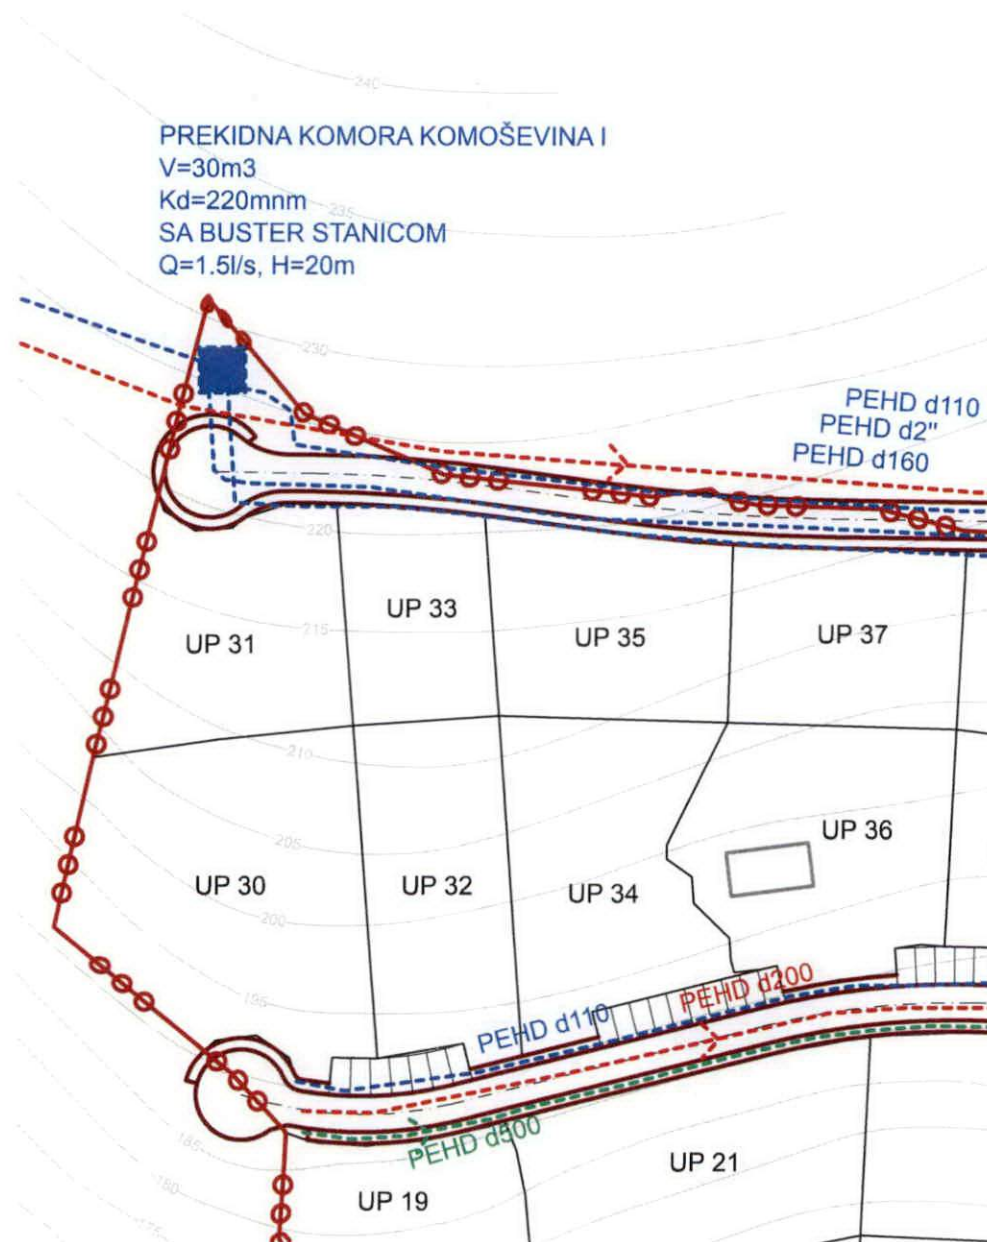 240
PREKIDNA KOMORA KOMOŠEVINA I
V=30m3
Kd=220mnm
235
SA BUSTER STANICOM
Q=1.5l/s, H=20m
230
PEHD d110
PEHD d2"
PEHD d160
220
UP 33
UP 31
215
UP 35
UP 37
210
UP 36
205
UP 30
UP 32
UP 34
200
195
PEHD d110
PEHD d200
185
PEHD d500
UP 21
180
UP 19
175